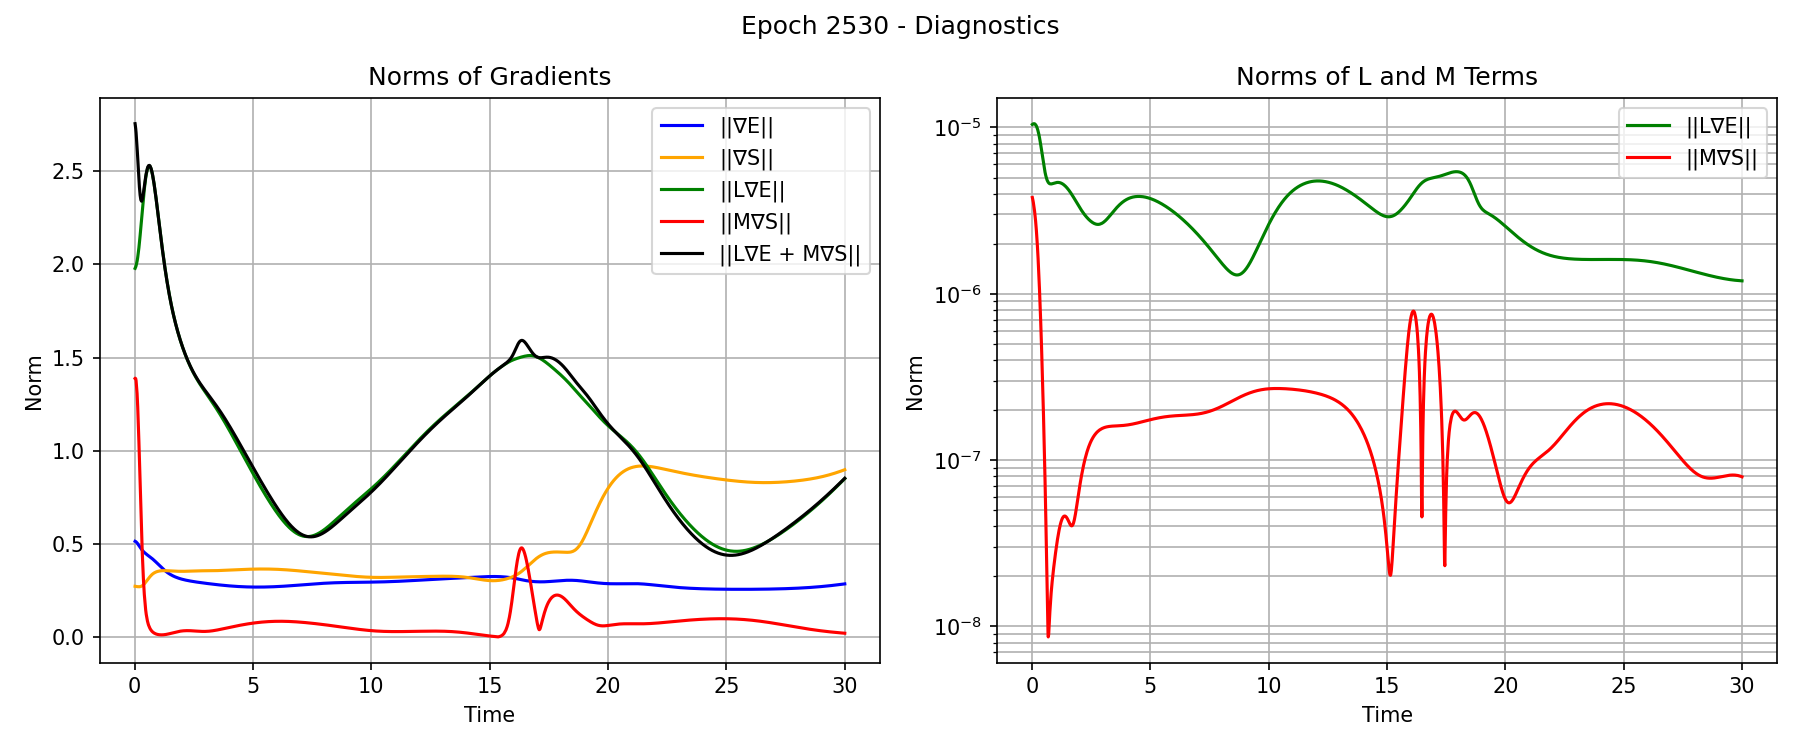 Epoch 2530 - Diagnostics
Norms of Gradients
Norm
2.5
2.0
1.5
1.0
0.5
0.0
||∇E||
||∇S||
||L∇E||
||M∇S||
||L∇E + M∇S||
0 5 10 15 20 25 30
Time
Norms of L and M Terms
Norm
10⁻⁵
10⁻⁶
10⁻⁷
10⁻⁸
||L∇E||
||M∇S||
0 5 10 15 20 25 30
Time